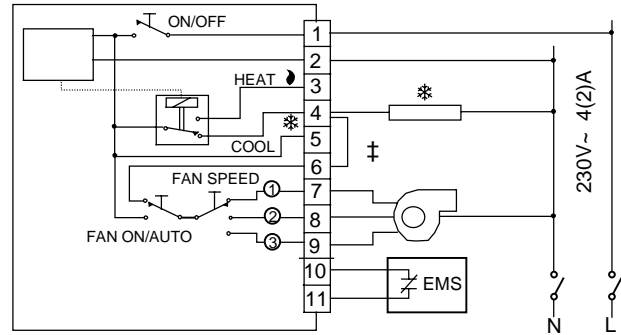 ON/OFF
1
2
HEAT 3
4
COOL 5
‡
6
FAN SPEED
1 7
2 8
FAN ON/AUTO
3 9
10
11
EMS
230V~ 4(2)A
N L